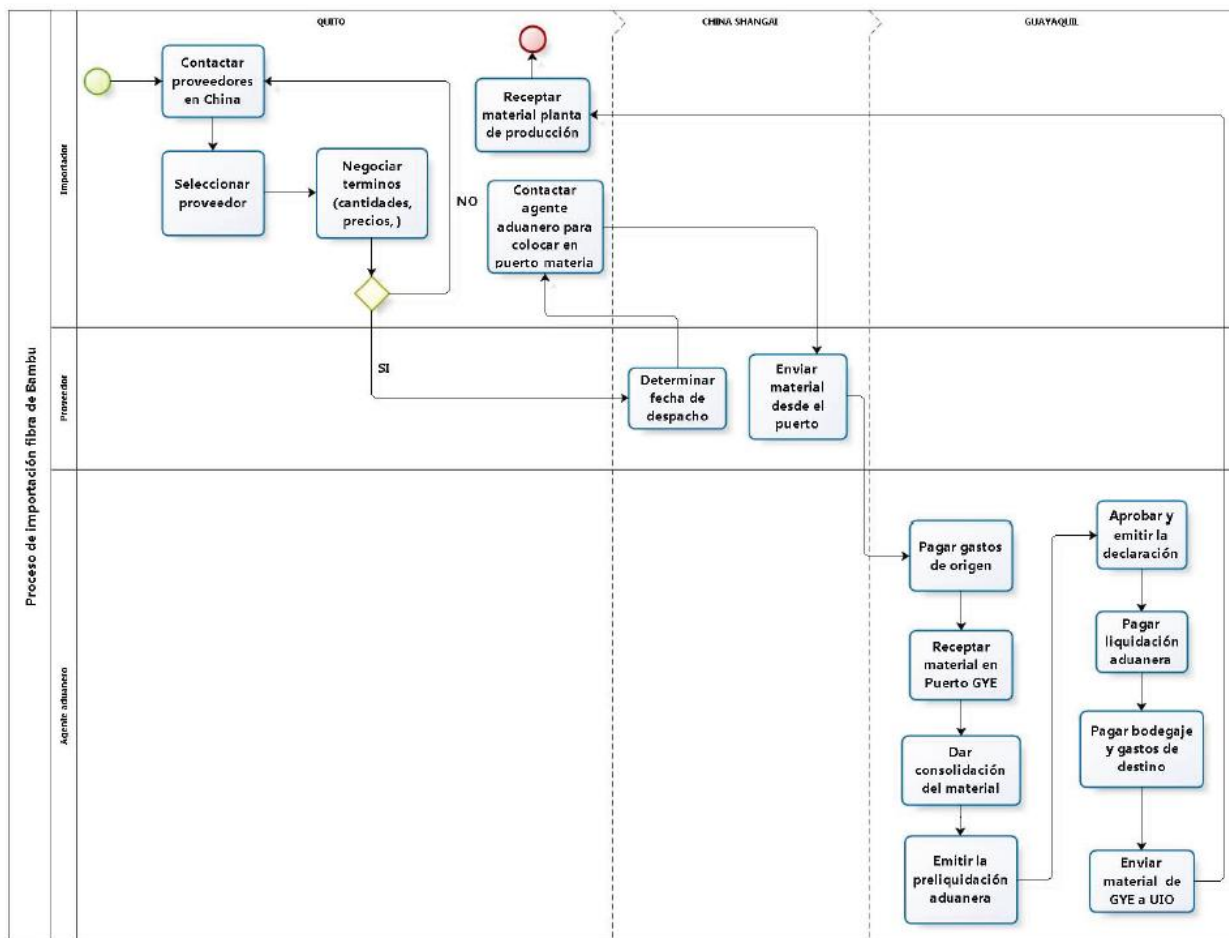 QUITO
CHINA SHANGAI
GUAYAQUIL
Proceso de importación fibra de Bambu
Importador
Contactar
proveedores
en China
Seleccionar
proveedor
Negociar
terminos
(cantidades,
precios, )
NO
SI
Receptar
material planta
de producción
Contactar
agente
aduanero para
colocar en
puerto materia
Proveedor
Determinar
fecha de
despacho
Enviar
material
desde el
puerto
Agente aduanero
Pagar gastos
de origen
Receptar
material en
Puerto GYE
Dar
consolidación
del material
Emitir la
preliquidación
aduanera
Aprobar y
emitir la
declaración
Pagar
liquidación
aduanera
Pagar bodegaje
y gastos de
destino
Enviar
material de
GYE a UIO